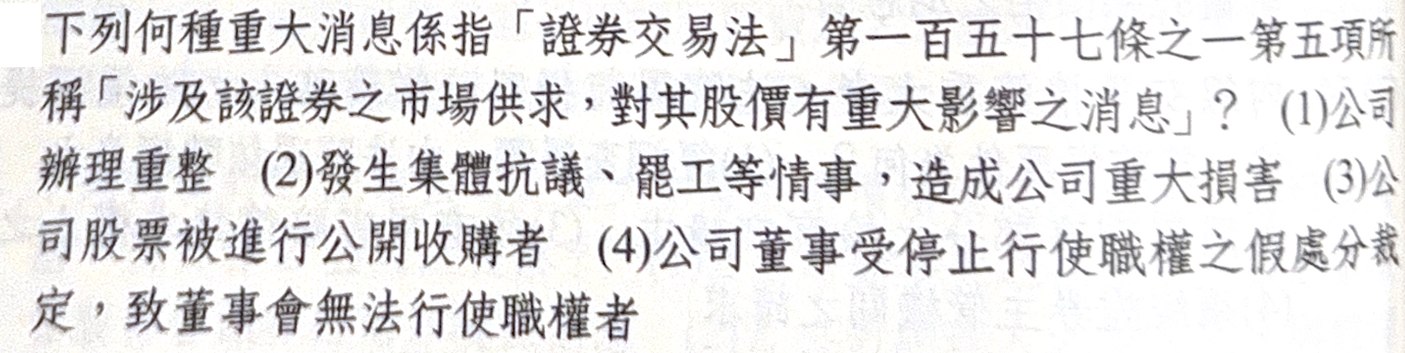 下列何種重大消息係指「證券交易法」第一百五十七條之一第五項所
稱「涉及該證券之市場供求，對其股價有重大影響之消息」？ (1)公司
辦理重整 (2)發生集體抗議、罷工等情事，造成公司重大損害 (3)公
司股票被進行公開收購者 (4)公司董事受停止行使職權之假處分裁
定，致董事會無法行使職權者